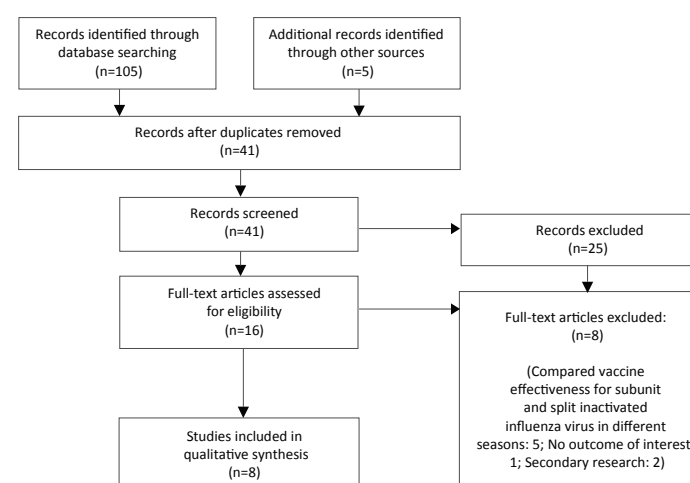 Records identified through
database searching
(n=105)
Additional records identified
through other sources
(n=5)
Records after duplicates removed
(n=41)
Records screened
(n=41)
Records excluded
(n=25)
Full-text articles assessed
for eligibility
(n=16)
Full-text articles excluded:
(n=8)
(Compared vaccine
effectiveness for subunit
and split inactivated
influenza virus in different
seasons: 5; No outcome of interest
1; Secondary research: 2)
Studies included in
qualitative synthesis
(n=8)